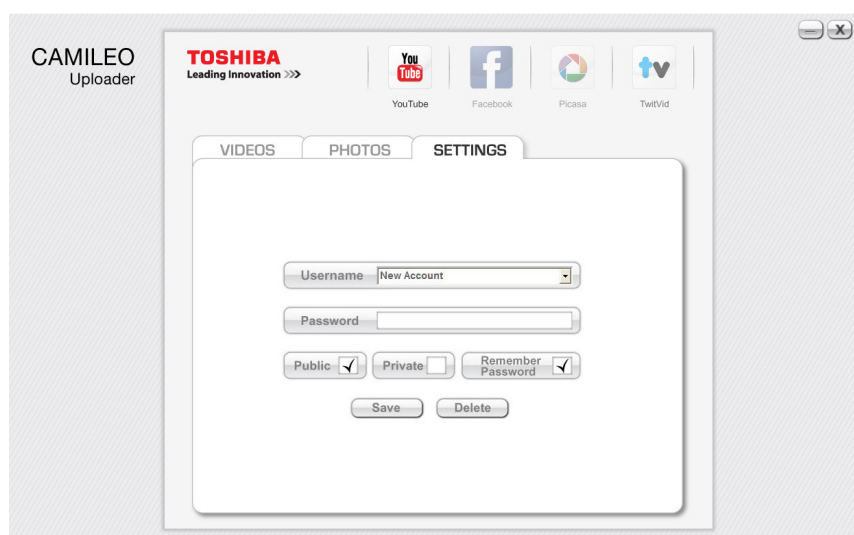 CAMILEO
Uploader
TOSHIBA
Leading Innovation >>>
You
Tube
f
tv
YouTube
Facebook
Picasa
TwitVid
X
VIDEOS
PHOTOS
SETTINGS
Username
New Account
Password
Public
Private
Remember
Password
Save
Delete